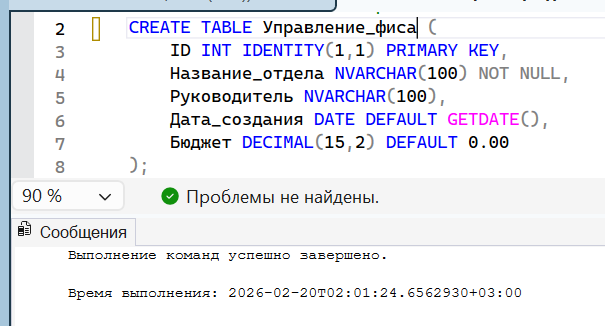 2 CREATE TABLE Управление_фиса (
3 ID INT IDENTITY(1,1) PRIMARY KEY,
4 Название_отдела NVARCHAR(100) NOT NULL,
5 Руководитель NVARCHAR(100),
6 Дата_создания DATE DEFAULT GETDATE(),
7 Бюджет DECIMAL(15,2) DEFAULT 0.00
8 );
90 % Проблемы не найдены.
Сообщения
Выполнение команд успешно завершено.
Время выполнения: 2026-02-20T02:01:24.6562930+03:00